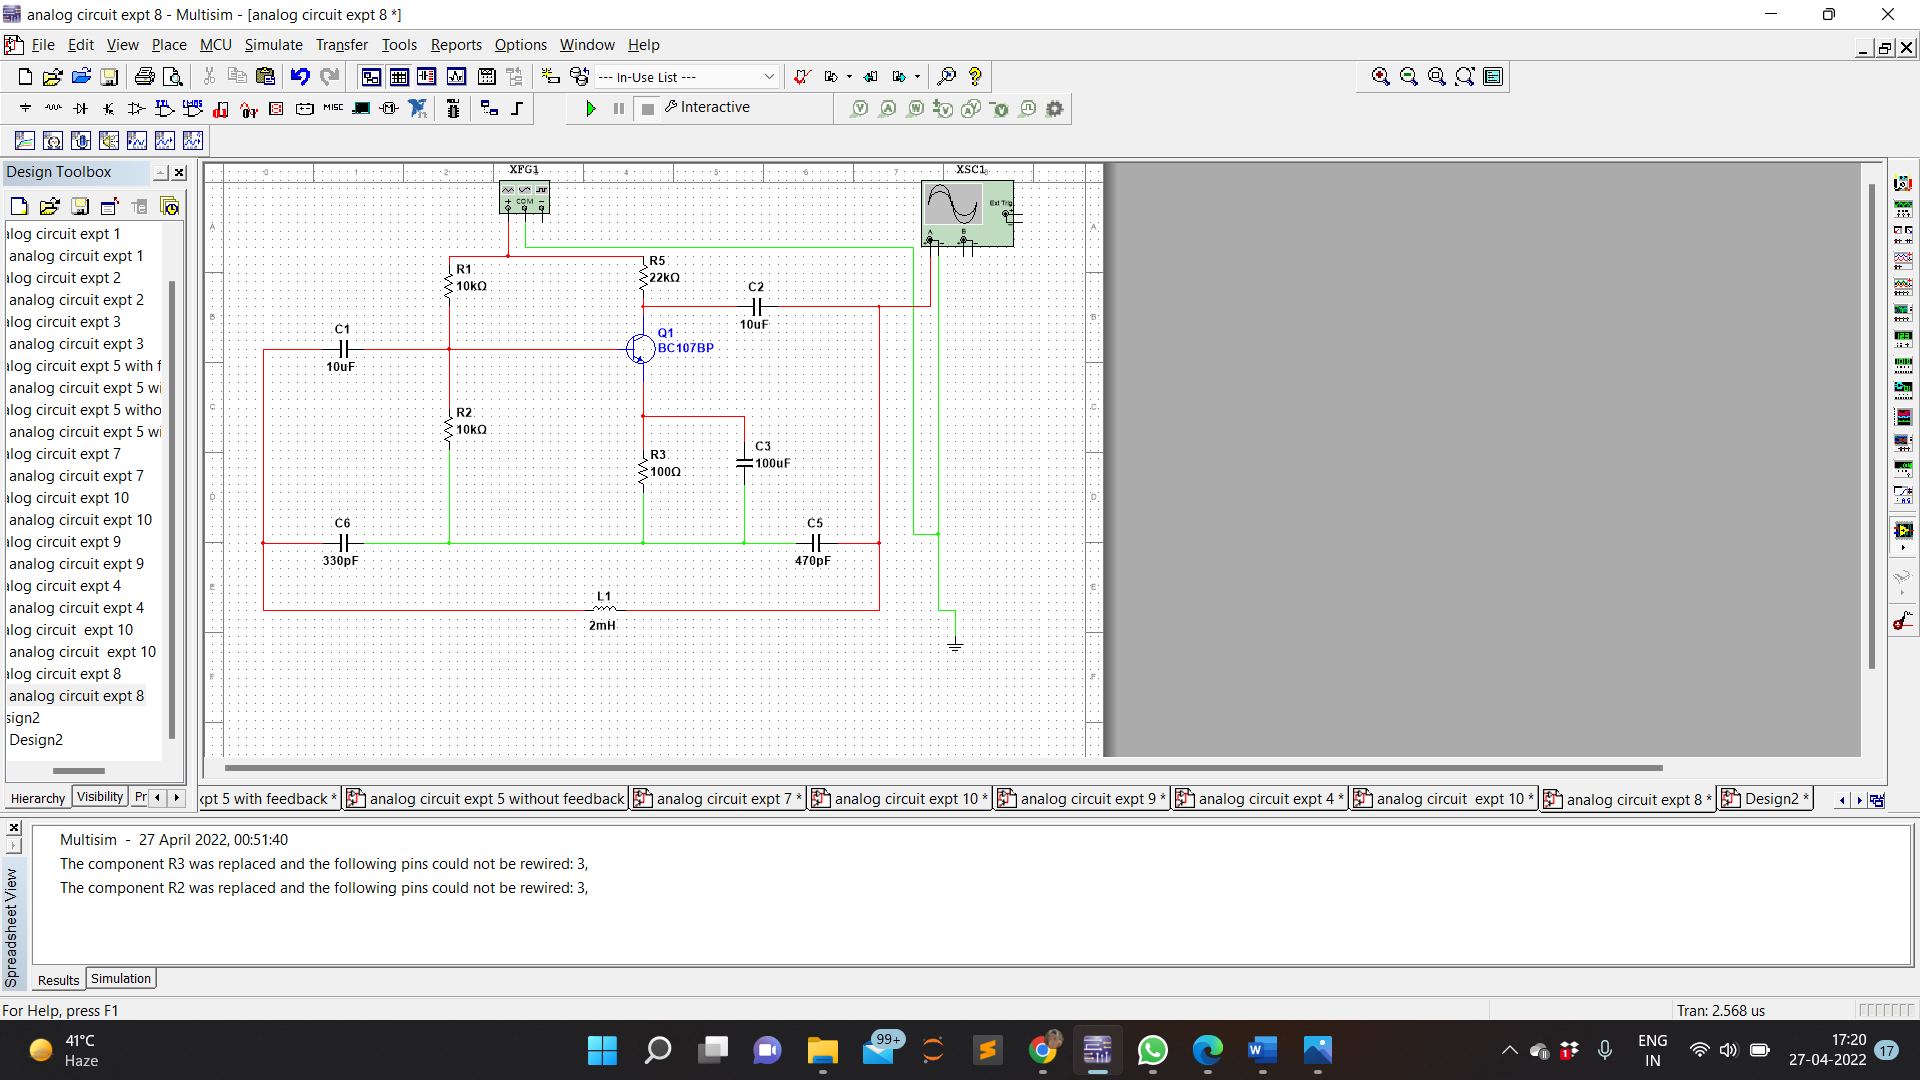 analog circuit expt 8 - Multisim - [analog circuit expt 8 *]
File Edit View Place MCU Simulate Transfer Tools Reports Options Window Help
--- In-Use List ---
MISC
Interactive
Design Toolbox
alog circuit expt 1
analog circuit expt 1
alog circuit expt 2
analog circuit expt 2
alog circuit expt 3
analog circuit expt 3
alog circuit expt 5 with f
analog circuit expt 5 wi
alog circuit expt 5 witho
analog circuit expt 5 wi
alog circuit expt 7
analog circuit expt 7
alog circuit expt 10
analog circuit expt 10
alog circuit expt 9
analog circuit expt 9
alog circuit expt 4
analog circuit expt 4
alog circuit  expt 10
analog circuit  expt 10
alog circuit expt 8
analog circuit expt 8
sign2
Design2
Hierarchy Visibility Pr
0 1 2 4 5 6 7
A B C D E F
XFG1
COM
XSC1
Ext Trig
A B
R1
10kΩ
R5
22kΩ
C2
10uF
C1
10uF
Q1
BC107BP
R2
10kΩ
R3
100Ω
C3
100uF
C6
330pF
C5
470pF
L1
2mH
A B C D E F
xpt 5 with feedback * analog circuit expt 5 without feedback analog circuit expt 7 * analog circuit expt 10 * analog circuit expt 9 * analog circuit expt 4 * analog circuit  expt 10 * analog circuit expt 8 * Design2 *
Spreadsheet View
Multisim  -  27 April 2022, 00:51:40
The component R3 was replaced and the following pins could not be rewired: 3,
The component R2 was replaced and the following pins could not be rewired: 3,
Results Simulation
For Help, press F1
Tran: 2.568 us
41°C
Haze
99+
1
ENG
IN
17:20
27-04-2022
17